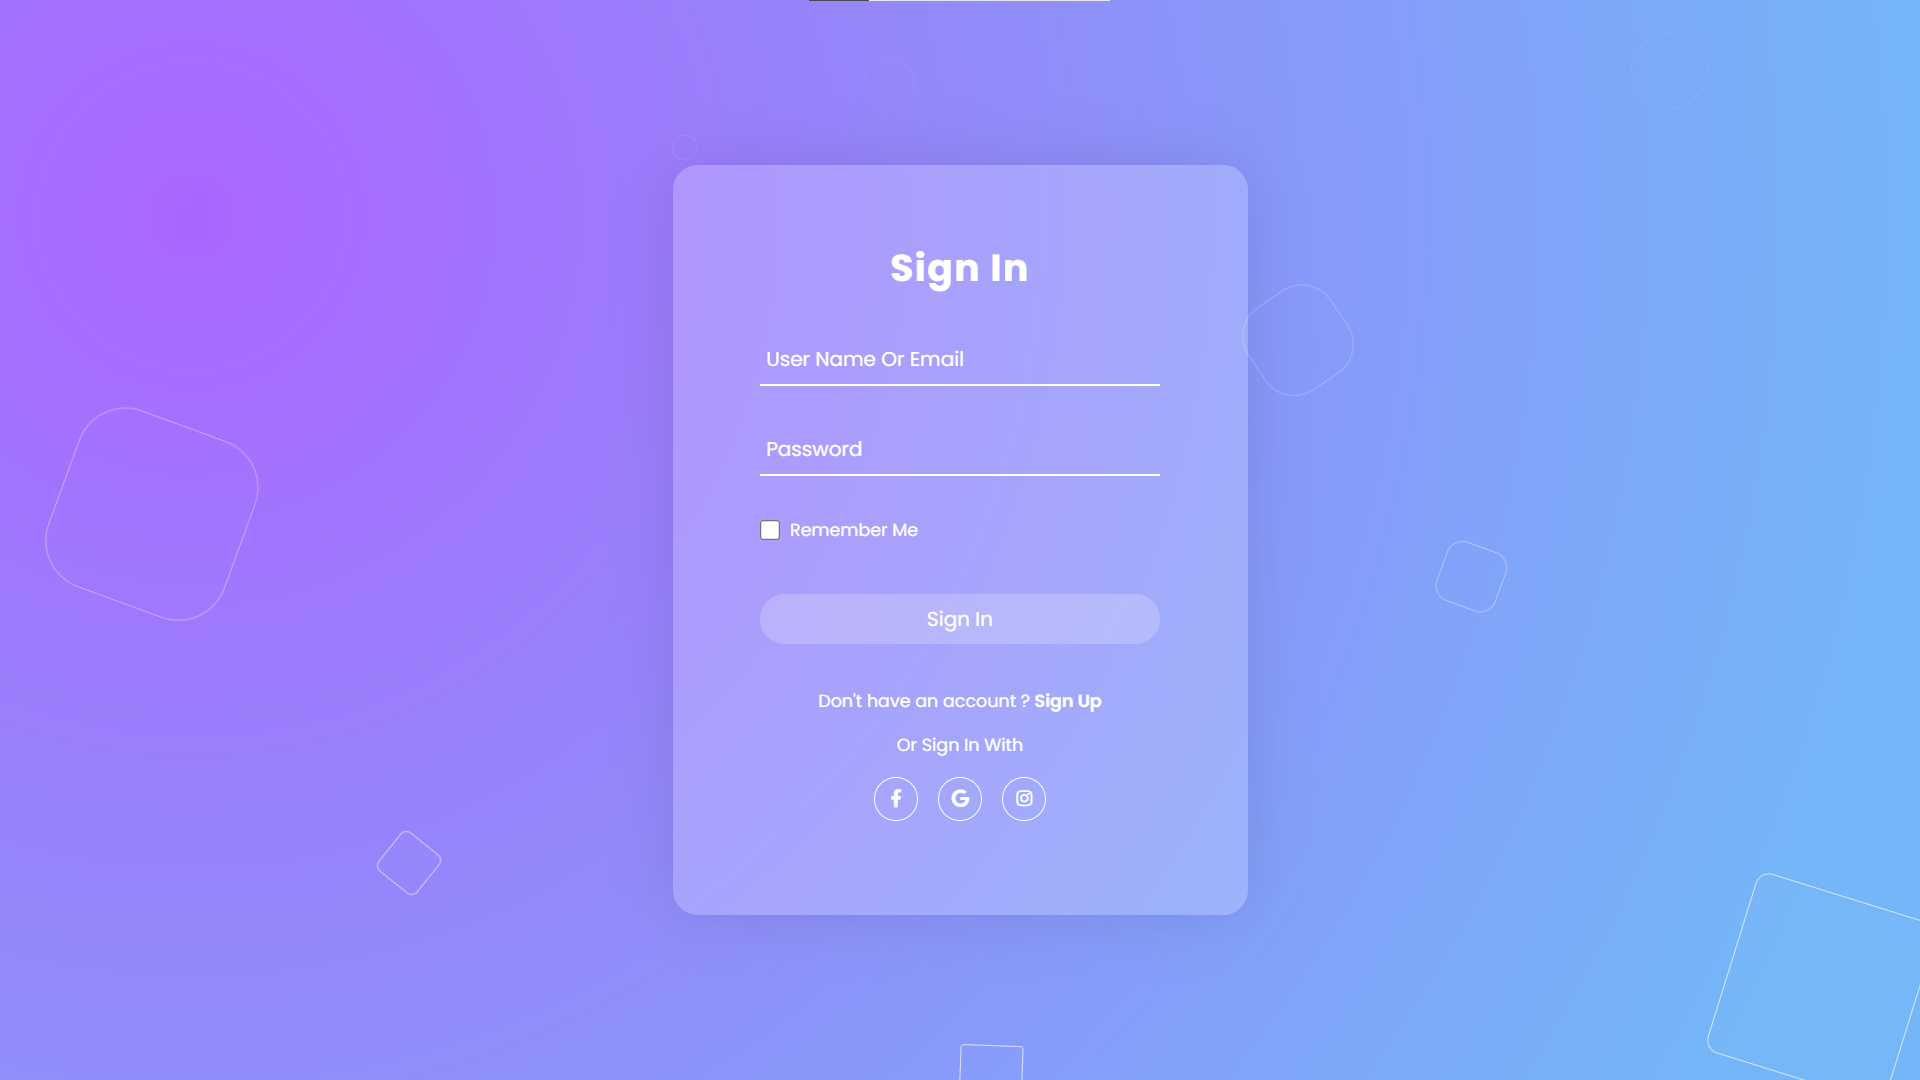 Sign In
User Name Or Email
Password
Remember Me
Sign In
Don't have an account ? Sign Up
Or Sign In With